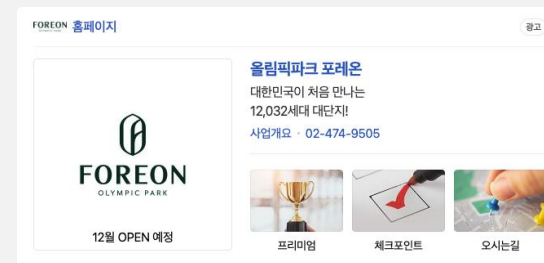 FOREON 홈페이지
광고
올림픽파크 포레온
대한민국이 처음 만나는
12,032세대 대단지!
사업개요 · 02-474-9505
FOREON
OLYMPIC PARK
12월 OPEN 예정
프리미엄
체크포인트
오시는길